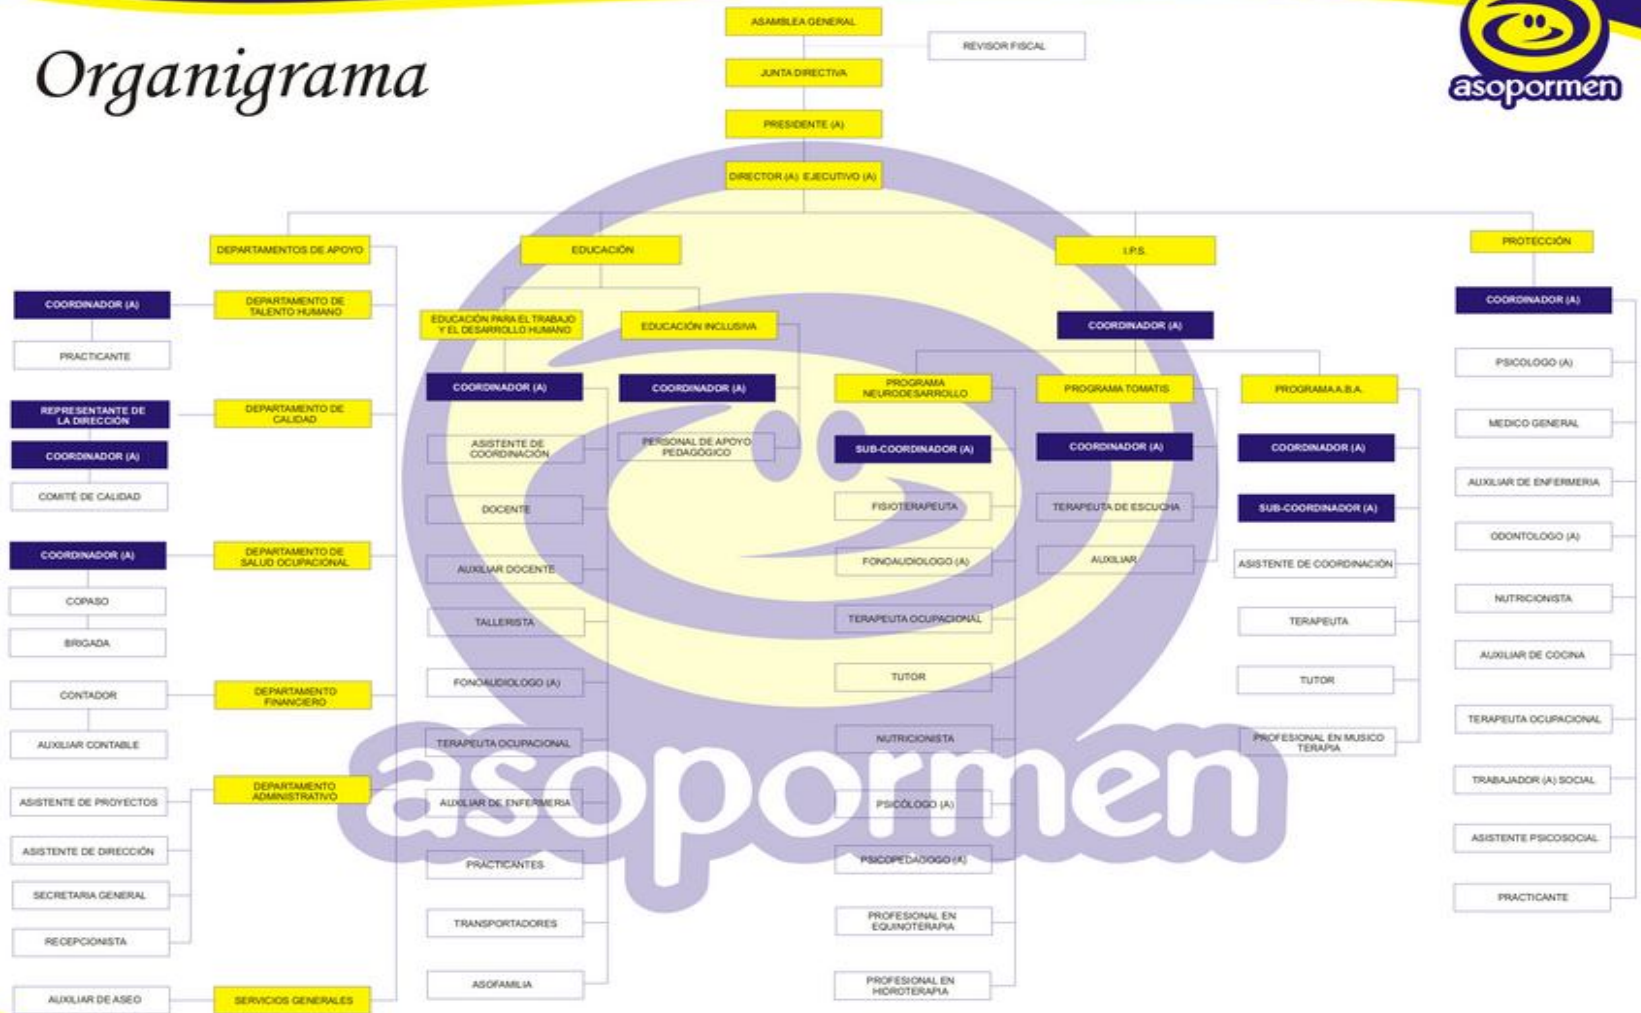 Organigrama
asopormen
ASAMBLEA GENERAL
REVISOR FISCAL
JUNTA DIRECTIVA
PRESIDENTE (A)
DIRECTOR (A) EJECUTIVO (A)
DEPARTAMENTOS DE APOYO
COORDINADOR (A)
DEPARTAMENTO DE
TALENTO HUMANO
PRACTICANTE
REPRESENTANTE DE
LA DIRECCIÓN
DEPARTAMENTO DE
CALIDAD
COORDINADOR (A)
COMITÉ DE CALIDAD
COORDINADOR (A)
DEPARTAMENTO DE
SALUD OCUPACIONAL
COPASO
BRIGADA
CONTADOR
DEPARTAMENTO
FINANCIERO
AUXILIAR CONTABLE
DEPARTAMENTO
ADMINISTRATIVO
ASISTENTE DE PROYECTOS
ASISTENTE DE DIRECCIÓN
SECRETARIA GENERAL
RECEPCIONISTA
AUXILIAR DE ASEO
SERVICIOS GENERALES
EDUCACIÓN
EDUCACIÓN PARA EL TRABAJO
Y EL DESARROLLO HUMANO
COORDINADOR (A)
ASISTENTE DE
COORDINACIÓN
DOCENTE
AUXILIAR DOCENTE
TALLERISTA
FONOAUDIOLOGO (A)
TERAPEUTA OCUPACIONAL
AUXILIAR DE ENFERMERIA
PRACTICANTES
TRANSPORTADORES
ASOFAMILIA
EDUCACIÓN INCLUSIVA
COORDINADOR (A)
PERSONAL DE APOYO
PEDAGÓGICO
I.P.S.
COORDINADOR (A)
PROGRAMA
NEURODESARROLLO
SUB-COORDINADOR (A)
FISIOTERAPEUTA
FONOAUDIOLOGO (A)
TERAPEUTA OCUPACIONAL
TUTOR
NUTRICIONISTA
PSICÓLOGO (A)
PSICOPEDAGOGO (A)
PROFESIONAL EN
EQUINOTERAPIA
PROFESIONAL EN
HIDROTERAPIA
PROGRAMA TOMATIS
COORDINADOR (A)
TERAPEUTA DE ESCUCHA
AUXILIAR
PROGRAMA A.B.A.
COORDINADOR (A)
SUB-COORDINADOR (A)
ASISTENTE DE COORDINACIÓN
TERAPEUTA
TUTOR
PROFESIONAL EN MUSICO
TERAPIA
PROTECCIÓN
COORDINADOR (A)
PSICOLOGO (A)
MEDICO GENERAL
AUXILIAR DE ENFERMERIA
ODONTOLOGO (A)
NUTRICIONISTA
AUXILIAR DE COCINA
TERAPEUTA OCUPACIONAL
TRABAJADOR (A) SOCIAL
ASISTENTE PSICOSOCIAL
PRACTICANTE
asopormen